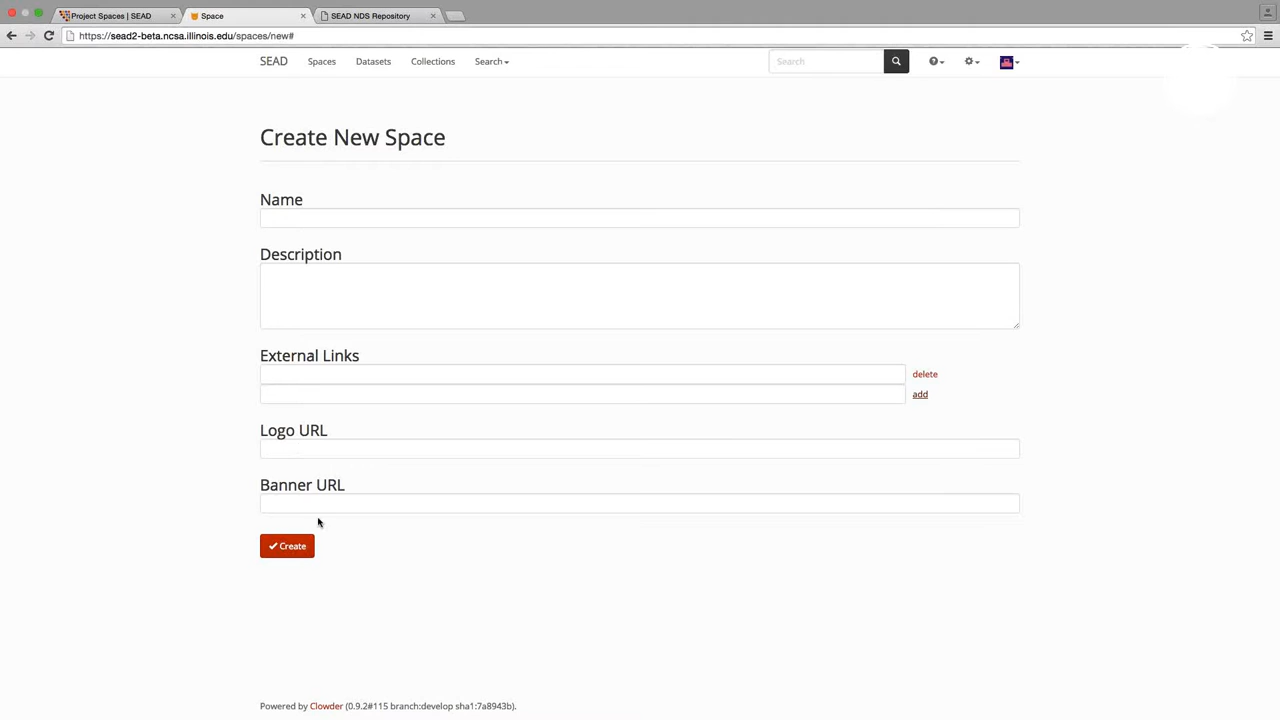 Project Spaces | SEAD
Space
SEAD NDS Repository
https://sead2-beta.ncsa.illinois.edu/spaces/new#
SEAD Spaces Datasets Collections Search Search
Create New Space
Name
Description
External Links
delete
add
Logo URL
Banner URL
Create
Powered by Clowder (0.9.2#115 branch:develop sha1:7a8943b).